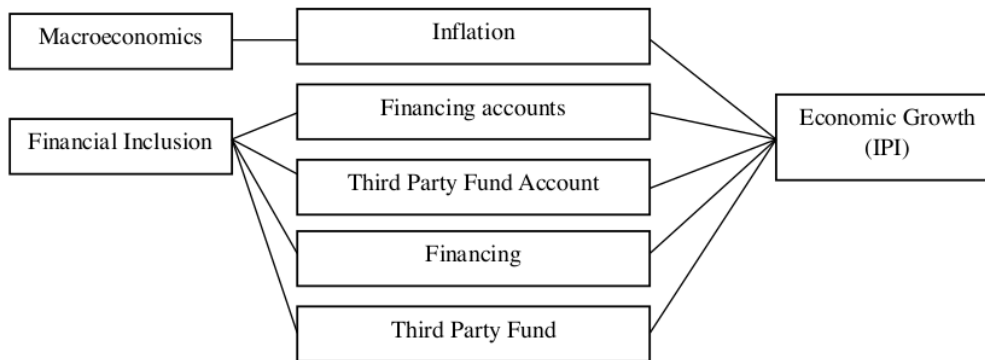 Macroeconomics
Inflation
Financing accounts
Financial Inclusion
Economic Growth
(IPI)
Third Party Fund Account
Financing
Third Party Fund